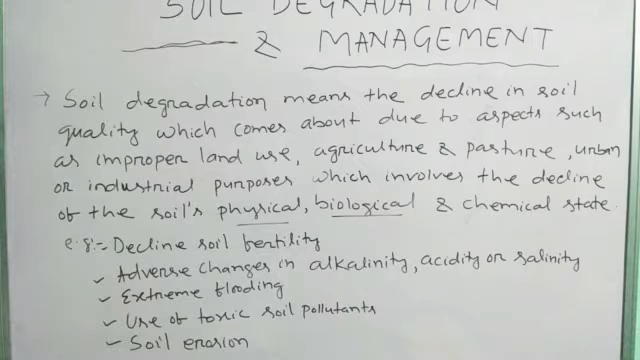 SOIL DEGRADATION
& MANAGEMENT
→ Soil degradation means the decline in soil
quality which comes about due to aspects such
as improper land use, agriculture & pasture, urban
or industrial purposes which involves the decline
of the soil's physical, biological & chemical state.
e.g:- Decline soil fertility
✓ Adverse changes in alkalinity, acidity or salinity
✓ Extreme flooding
✓ Use of toxic soil pollutants
✓ Soil erosion